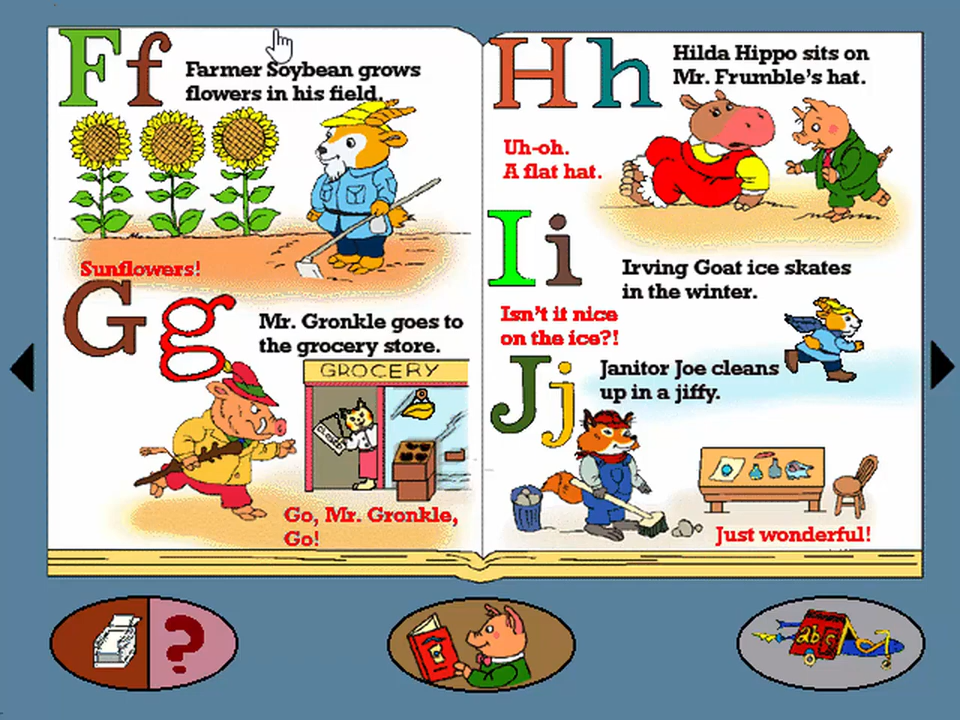 Ff
Farmer Soybean grows
flowers in his field.
Sunflowers!
Gg
Mr. Gronkle goes to
the grocery store.
GROCERY
CLOSED
Go, Mr. Gronkle,
Go!
Hh
Hilda Hippo sits on
Mr. Frumble's hat.
Uh-oh.
A flat hat.
Ii
Irving Goat ice skates
in the winter.
Isn't it nice
on the ice?!
Jj
Janitor Joe cleans
up in a jiffy.
Just wonderful!
?
abc